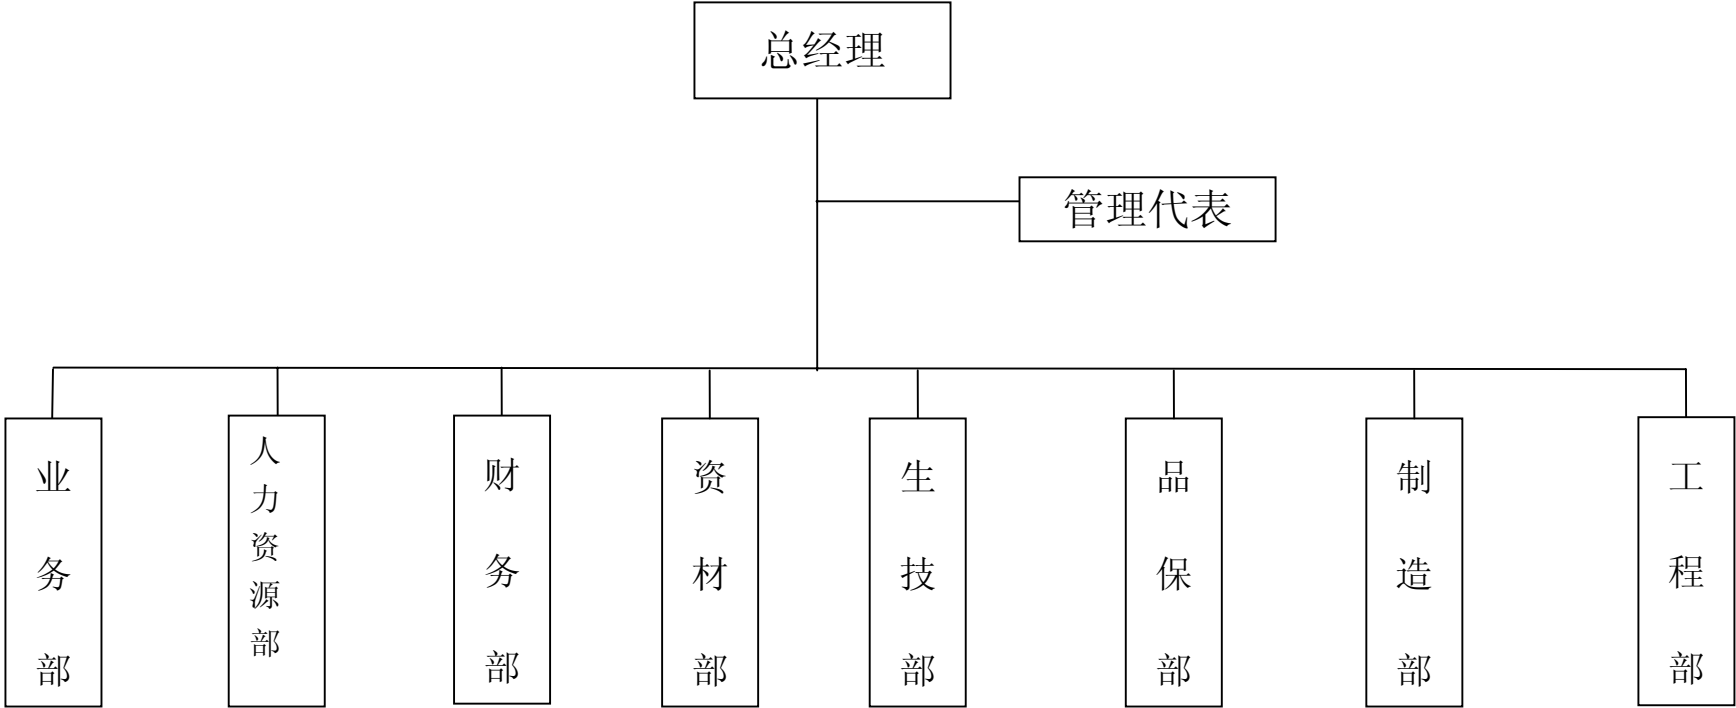 总经理
管理代表
业务部
人力资源部
财务部
资材部
生技部
品保部
制造部
工程部